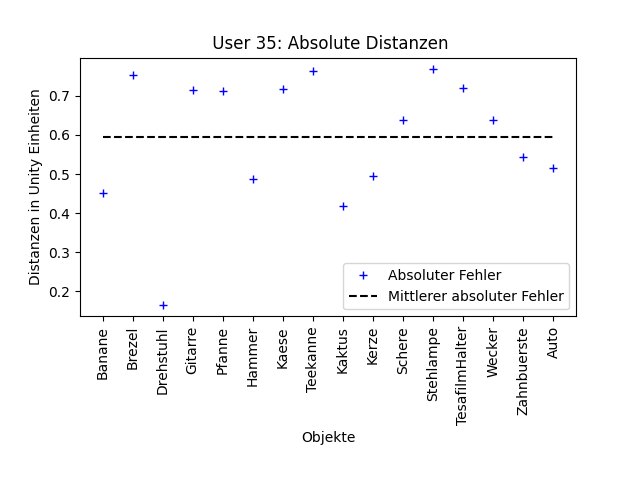 User 35: Absolute Distanzen
Distanzen in Unity Einheiten
0.7
0.6
0.5
0.4
0.3
0.2
Absoluter Fehler
Mittlerer absoluter Fehler
Banane
Brezel
Drehstuhl
Gitarre
Pfanne
Hammer
Kaese
Teekanne
Kaktus
Kerze
Schere
Stehlampe
TesafilmHalter
Wecker
Zahnbuerste
Auto
Objekte